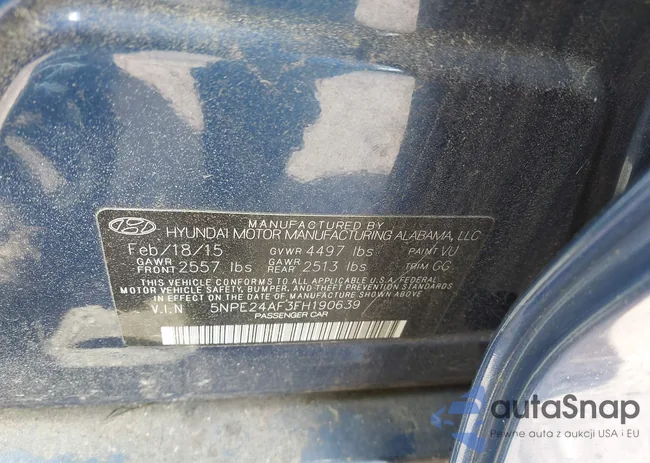 MANUFACTURED BY
HYUNDAI MOTOR MANUFACTURING ALABAMA, LLC
Feb/18/15 GVWR 4497 lbs PAINT VU
GAWR FRONT 2557 lbs GAWR REAR 2513 lbs TRIM GG
THIS VEHICLE CONFORMS TO ALL APPLICABLE U.S.A. FEDERAL
MOTOR VEHICLE SAFETY, BUMPER, AND THEFT PREVENTION STANDARDS
IN EFFECT ON THE DATE OF MANUFACTURE SHOWN ABOVE.
V.I.N 5NPE24AF3FH190639
PASSENGER CAR
autaSnap
Pewne auta z aukcji USA i EU